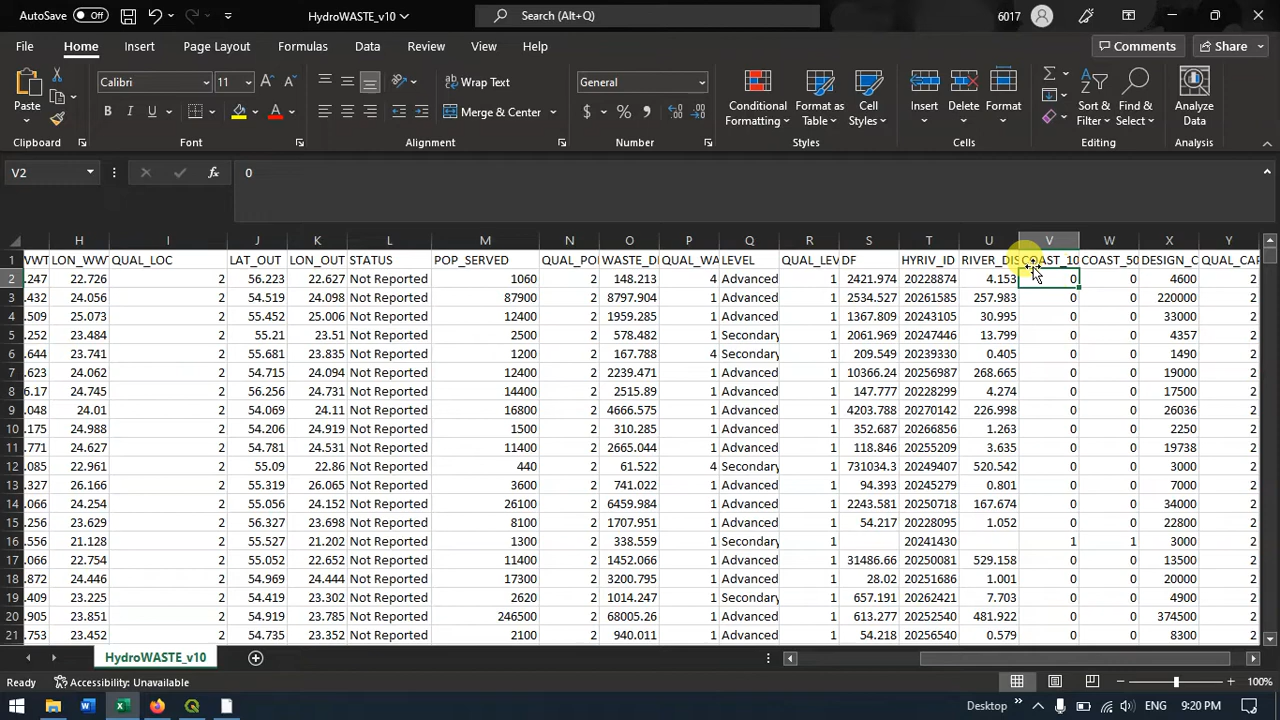 AutoSave Off HydroWASTE_v10 Search (Alt+Q) 6017
File Home Insert Page Layout Formulas Data Review View Help Comments Share
Paste Calibri 11 Wrap Text General Conditional Formatting Format as Table Cell Styles Insert Delete Format Sort & Filter Find & Select Analyze Data
B I U Merge & Center $ %
Clipboard Font Alignment Number Styles Cells Editing Analysis
V2 fx 0
H I J K L M N O P Q R S T U V W X Y
1 VWT LON_WW QUAL_LOC LAT_OUT LON_OUT STATUS POP_SERVED QUAL_PO WASTE_D QUAL_WA LEVEL QUAL_LEV DF HYRIV_ID RIVER_DIS COAST_10 COAST_50 DESIGN_C QUAL_CAP
2 .247 22.726 2 56.223 22.627 Not Reported 1060 2 148.213 4 Advanced 1 2421.974 20228874 4.153 0 0 4600 2
3 .432 24.056 2 54.519 24.098 Not Reported 87900 2 8797.904 1 Advanced 1 2534.527 20261585 257.983 0 0 220000 2
4 .509 25.073 2 55.452 25.006 Not Reported 12400 2 1959.285 1 Advanced 1 1367.809 20243105 30.995 0 0 33000 2
5 .252 23.484 2 55.21 23.51 Not Reported 2500 2 578.482 1 Secondary 1 2061.969 20247446 13.799 0 0 4357 2
6 .644 23.741 2 55.681 23.835 Not Reported 1200 2 167.788 4 Secondary 1 209.549 20239330 0.405 0 0 1490 2
7 .623 24.062 2 54.715 24.094 Not Reported 12400 2 2239.471 1 Advanced 1 10366.24 20256987 268.665 0 0 19000 2
8 6.17 24.745 2 56.256 24.731 Not Reported 14400 2 2515.89 1 Advanced 1 147.777 20228299 4.274 0 0 17500 2
9 .048 24.01 2 54.069 24.11 Not Reported 16800 2 4666.575 1 Advanced 1 4203.788 20270142 226.998 0 0 26036 2
10 .175 24.988 2 54.206 24.919 Not Reported 1500 2 310.285 1 Advanced 1 352.687 20266856 1.263 0 0 2250 2
11 .771 24.627 2 54.781 24.531 Not Reported 11400 2 2665.044 1 Advanced 1 118.846 20255209 3.635 0 0 19738 2
12 .085 22.961 2 55.09 22.86 Not Reported 440 2 61.522 4 Secondary 1 731034.3 20249407 520.542 0 0 3000 2
13 .327 26.166 2 55.319 26.065 Not Reported 3600 2 741.022 1 Advanced 1 94.393 20245279 0.801 0 0 7000 2
14 .066 24.254 2 55.056 24.152 Not Reported 26100 2 6459.984 1 Advanced 1 2243.581 20250718 167.674 0 0 34000 2
15 .256 23.629 2 56.327 23.698 Not Reported 8100 2 1707.951 1 Advanced 1 54.217 20228095 1.052 0 0 22800 2
16 .556 21.128 2 55.527 21.202 Not Reported 1300 2 338.559 1 Secondary 1 20241430 1 1 3000 2
17 .066 22.754 2 55.052 22.652 Not Reported 11400 2 1452.066 1 Advanced 1 31486.66 20250081 529.158 0 0 13500 2
18 .872 24.446 2 54.969 24.444 Not Reported 17300 2 3200.795 1 Advanced 1 28.02 20251686 1.001 0 0 20000 2
19 .409 23.225 2 54.419 23.302 Not Reported 5400 2 1014.247 1 Secondary 1 657.191 20262421 7.703 0 0 4900 2
20 .905 23.851 2 54.919 23.785 Not Reported 246500 2 68005.26 1 Advanced 1 613.277 20252540 481.922 0 0 374500 2
21 .753 23.452 2 54.735 23.352 Not Reported 2100 2 940.011 1 Advanced 1 54.218 20256540 0.579 0 0 8300 2
HydroWASTE_v10
Ready Accessibility: Unavailable 100%
Desktop ENG 9:20 PM